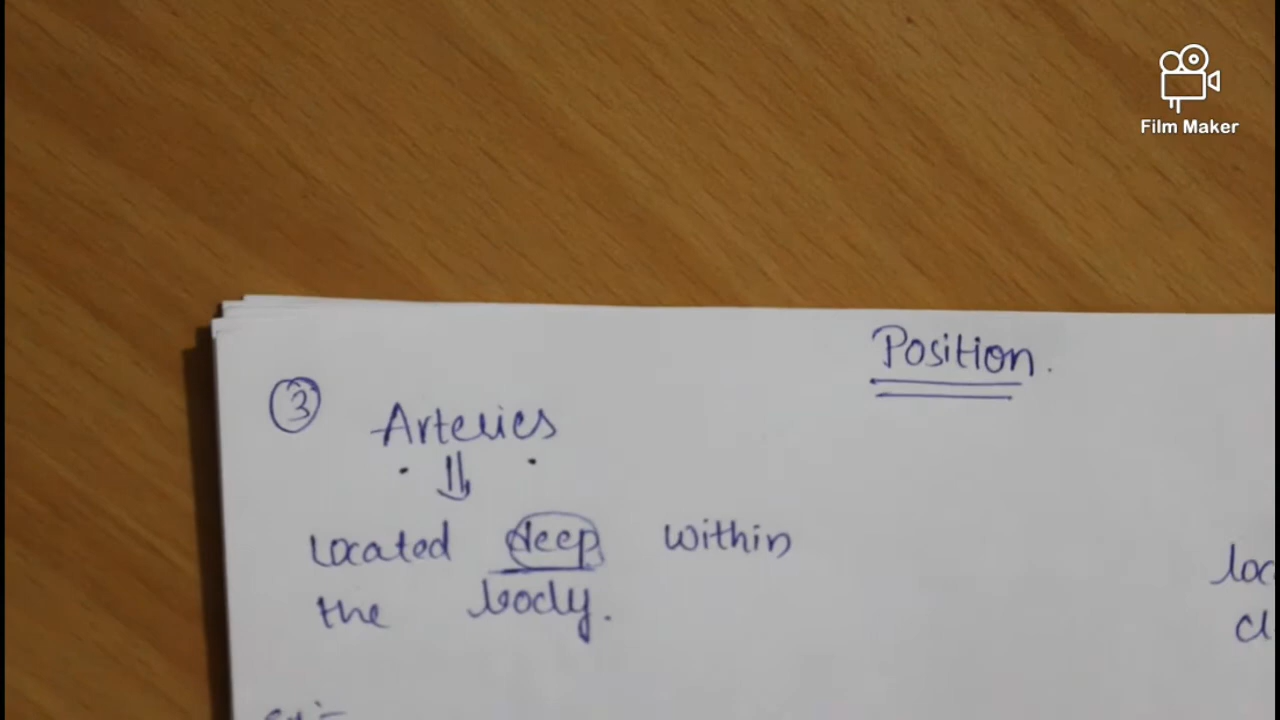 Film Maker
Position.
③
Arteries
⇓
Located deep within
the body.